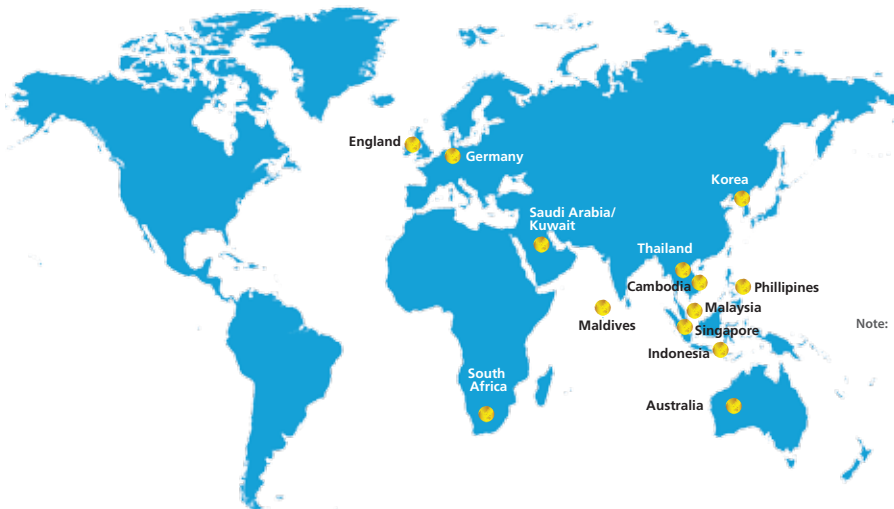 England
Germany
Korea
Saudi Arabia/
Kuwait
Thailand
Cambodia
Phillipines
Maldives
Malaysia
Singapore
Note:
Indonesia
South
Africa
Australia